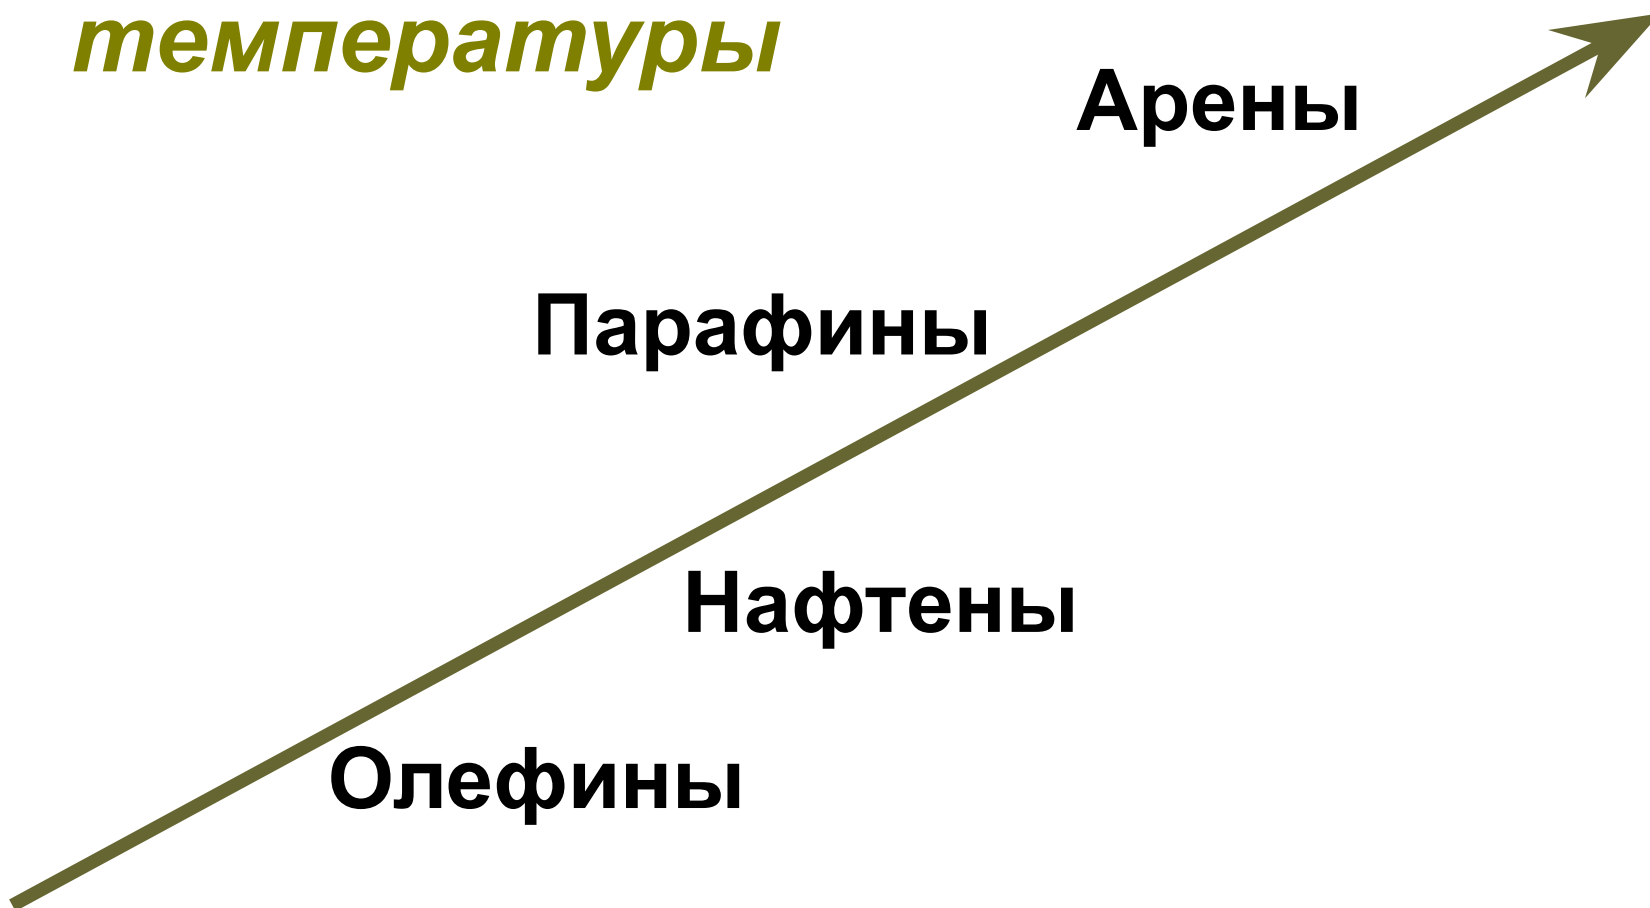 температуры
Арены
Парафины
Нафтены
Олефины